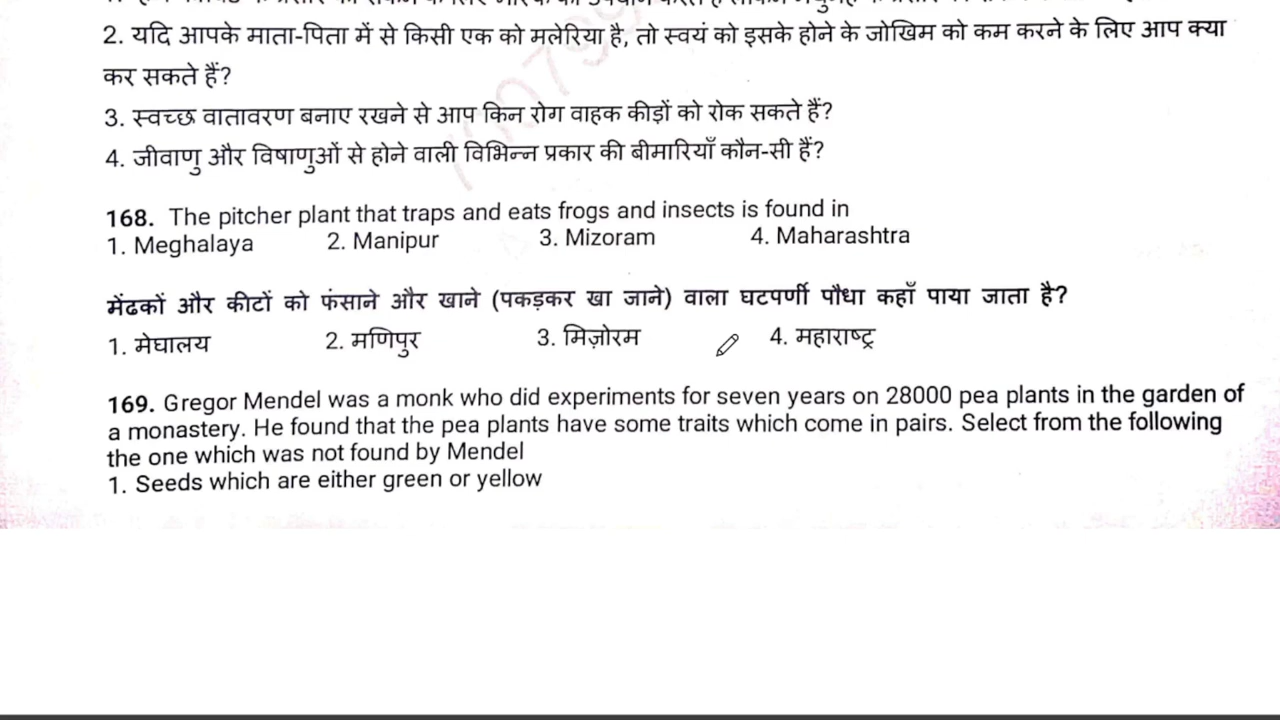 2. यदि आपके माता-पिता में से किसी एक को मलेरिया है, तो स्वयं को इसके होने के जोखिम को कम करने के लिए आप क्या
कर सकते हैं?
3. स्वच्छ वातावरण बनाए रखने से आप किन रोग वाहक कीड़ों को रोक सकते हैं?
4. जीवाणु और विषाणुओं से होने वाली विभिन्न प्रकार की बीमारियाँ कौन-सी हैं?
168. The pitcher plant that traps and eats frogs and insects is found in
1. Meghalaya 2. Manipur 3. Mizoram 4. Maharashtra
मेंढकों और कीटों को फंसाने और खाने (पकड़कर खा जाने) वाला घटपर्णी पौधा कहाँ पाया जाता है?
1. मेघालय 2. मणिपुर 3. मिज़ोरम 4. महाराष्ट्र
169. Gregor Mendel was a monk who did experiments for seven years on 28000 pea plants in the garden of
a monastery. He found that the pea plants have some traits which come in pairs. Select from the following
the one which was not found by Mendel
1. Seeds which are either green or yellow